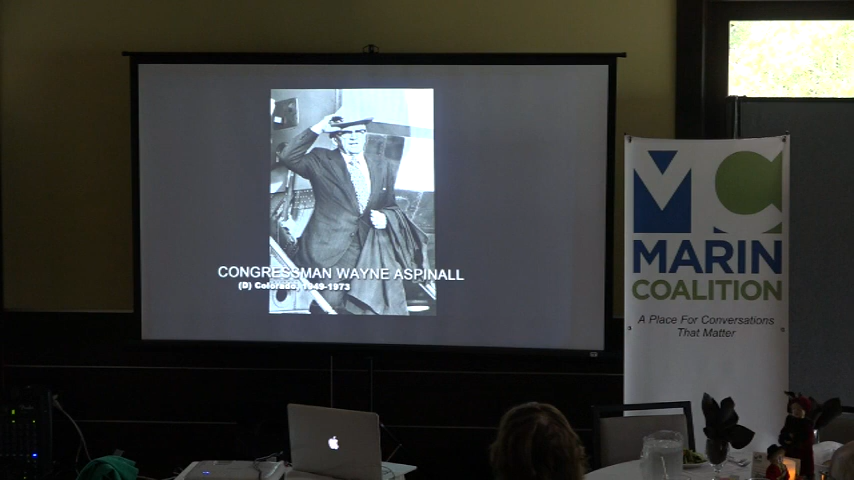 CONGRESSMAN WAYNE ASPINALL
(D) Colorado, 1949-1973
MC
MARIN
COALITION
A Place For Conversations
That Matter